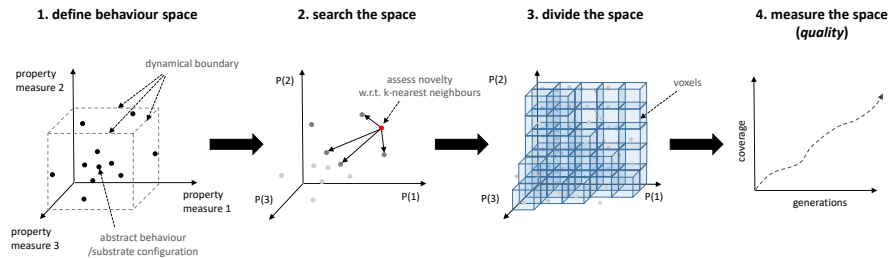 1. define behaviour space
dynamical boundary
property
measure 2
property
measure 1
property
measure 3
abstract behaviour
/substrate configuration
2. search the space
P(2)
assess novelty
w.r.t. k-nearest neighbours
P(1)
P(3)
3. divide the space
P(2)
voxels
P(1)
P(3)
4. measure the space
(quality)
coverage
generations